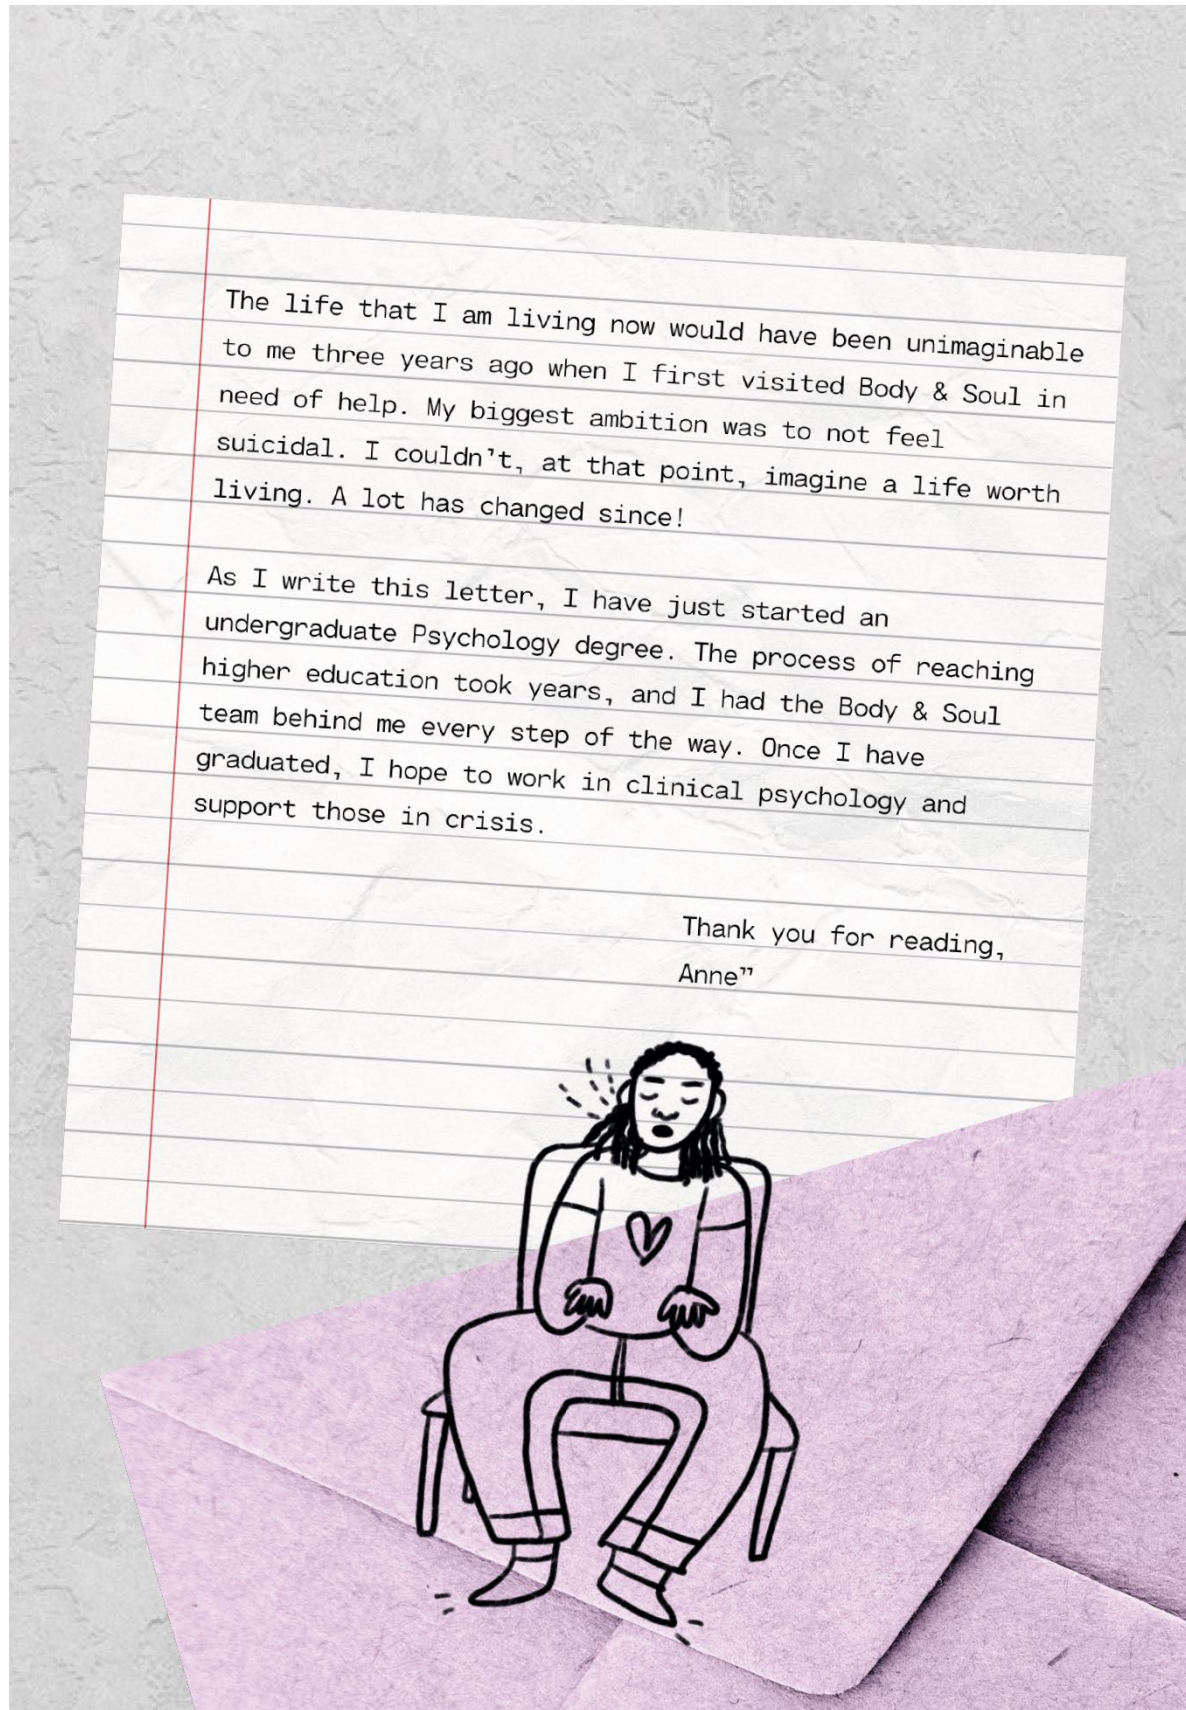 The life that I am living now would have been unimaginable
to me three years ago when I first visited Body & Soul in
need of help. My biggest ambition was to not feel
suicidal. I couldn't, at that point, imagine a life worth
living. A lot has changed since!
As I write this letter, I have just started an
undergraduate Psychology degree. The process of reaching
higher education took years, and I had the Body & Soul
team behind me every step of the way. Once I have
graduated, I hope to work in clinical psychology and
support those in crisis.
Thank you for reading,
Anne”